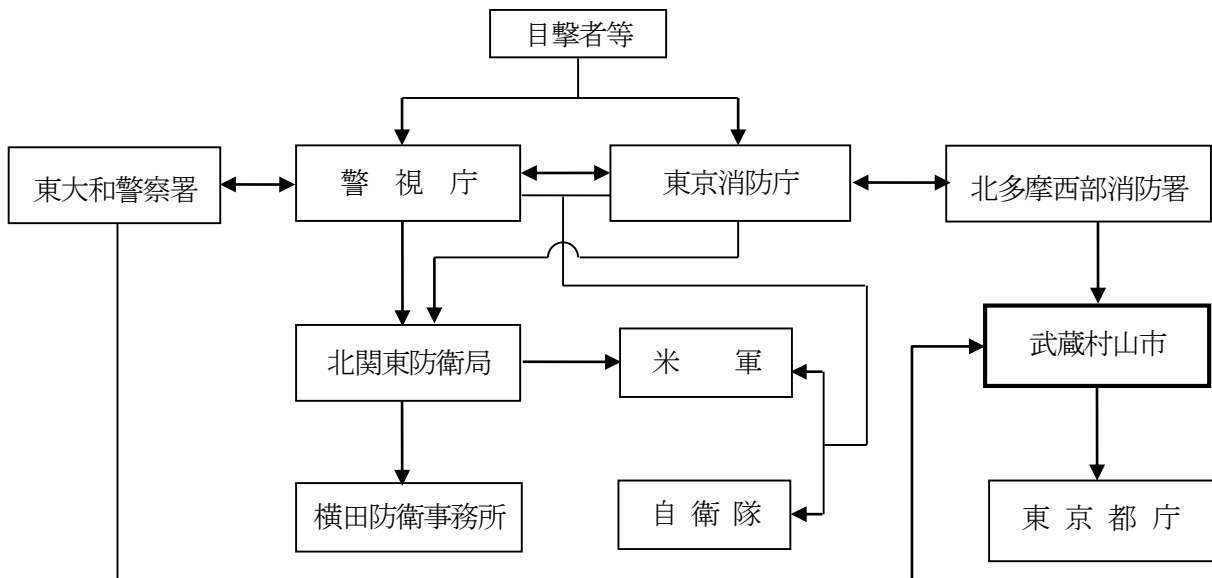 目撃者等
東大和警察署
警視庁
東京消防庁
北多摩西部消防署
北関東防衛局
米軍
武蔵村山市
横田防衛事務所
自衛隊
東京都庁